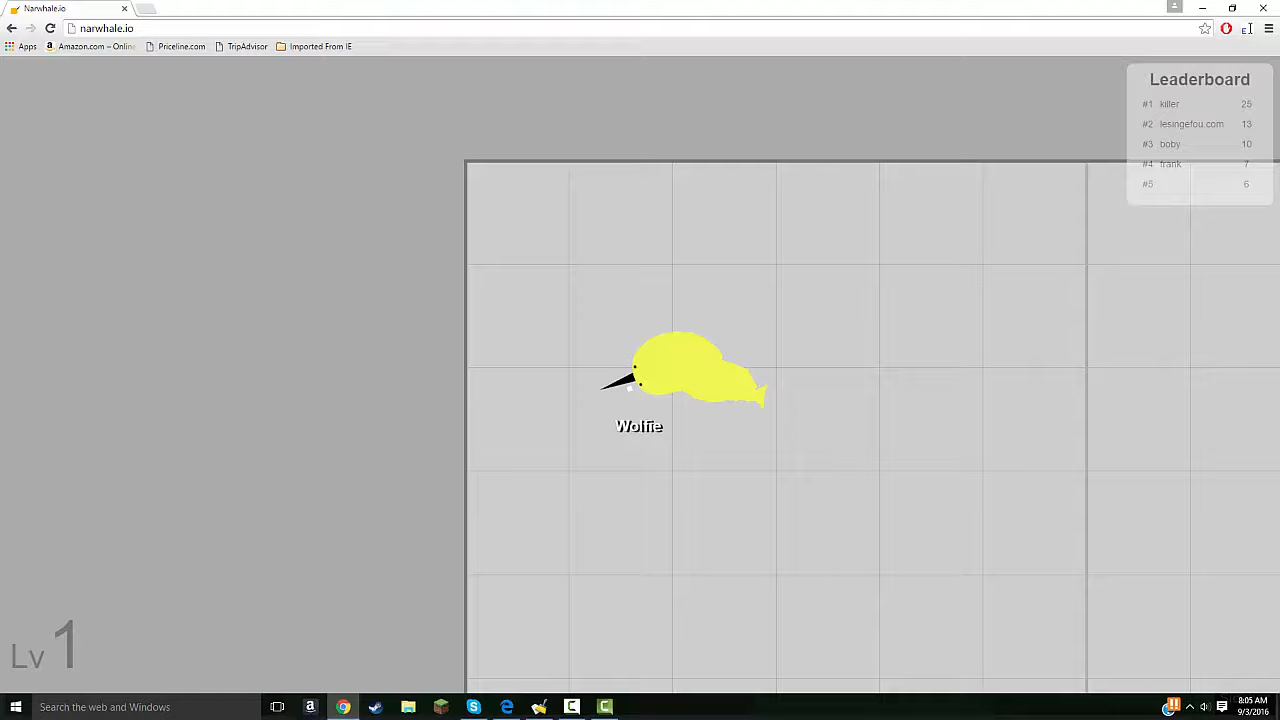 Narwhale.io
narwhale.io
Apps Amazon.com – Online Priceline.com TripAdvisor Imported From IE
Leaderboard
#1 killer 25
#2 lesingefou.com 13
#3 boby 10
#4 frank 7
#5 6
Wolfie
Lv 1
Search the web and Windows
8:05 AM
9/3/2016